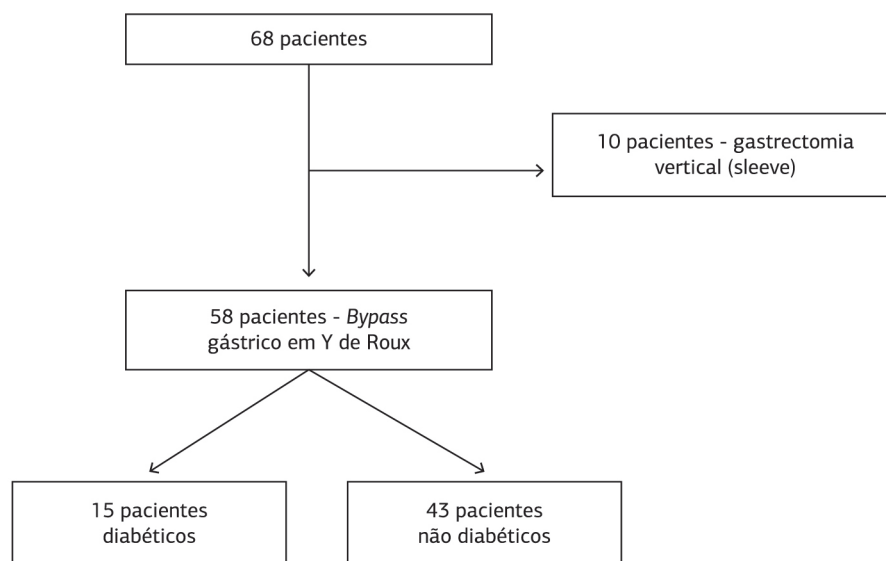 68 pacientes
10 pacientes - gastrectomia
vertical (sleeve)
58 pacientes - Bypass
gástrico em Y de Roux
15 pacientes
diabéticos
43 pacientes
não diabéticos